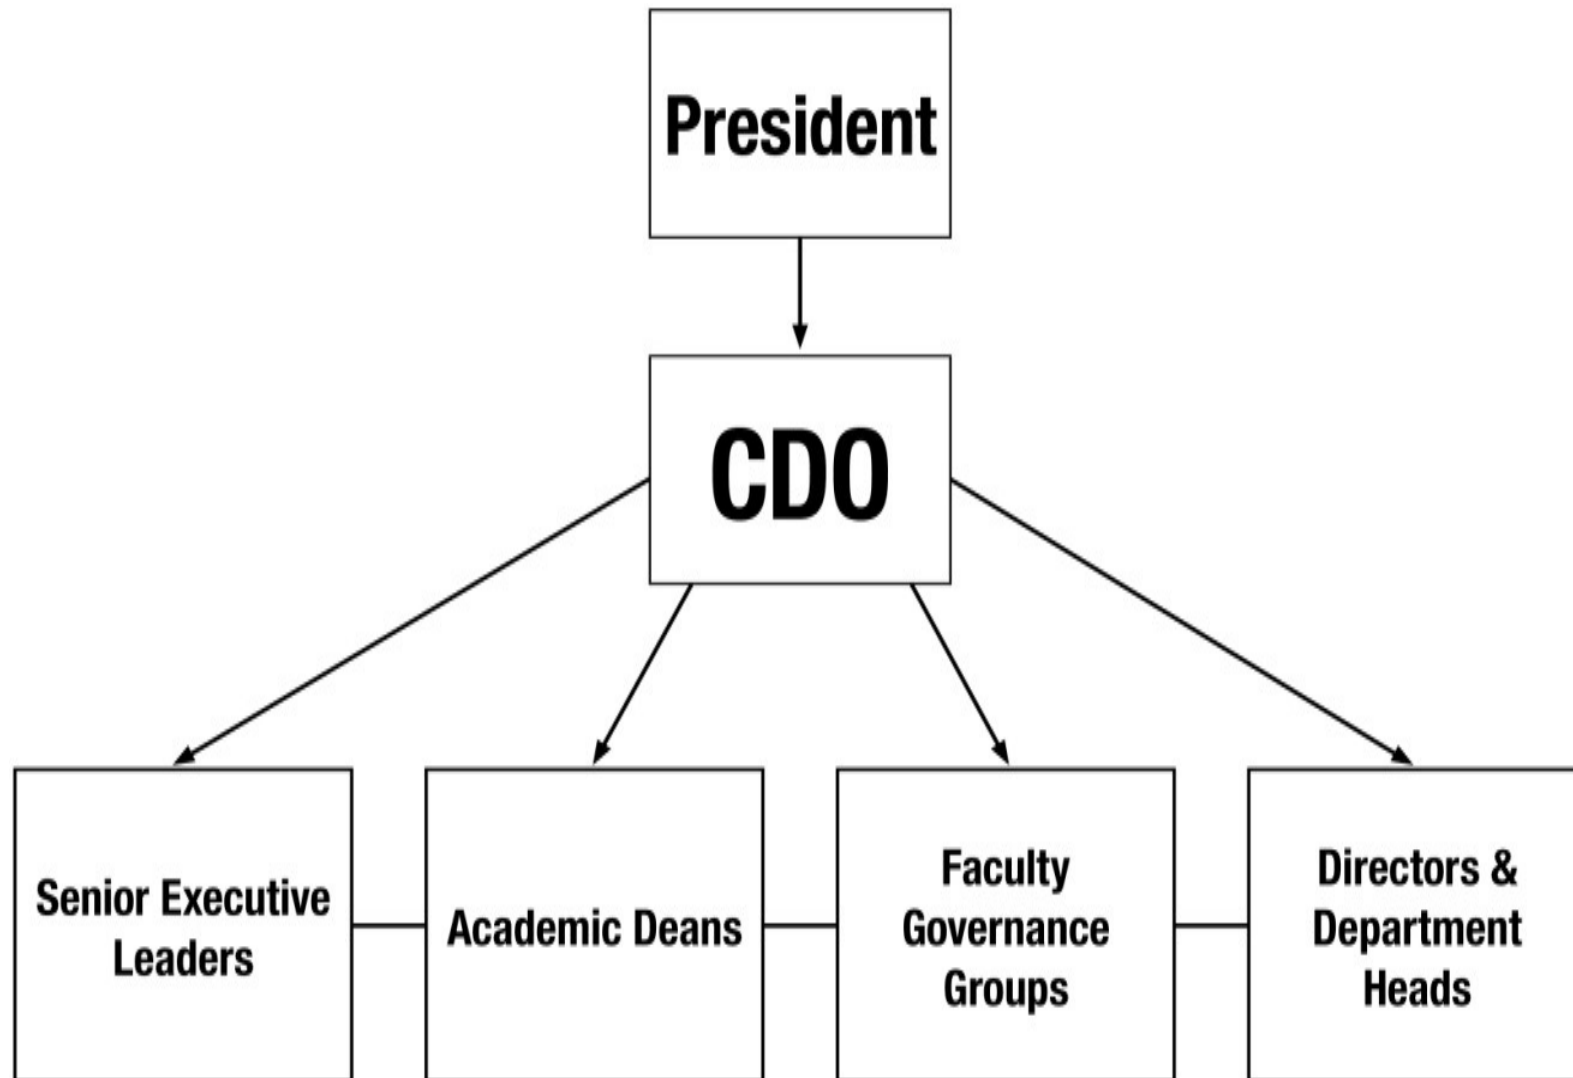 President
CDO
Senior Executive
Leaders
Academic Deans
Faculty
Governance
Groups
Directors &
Department
Heads